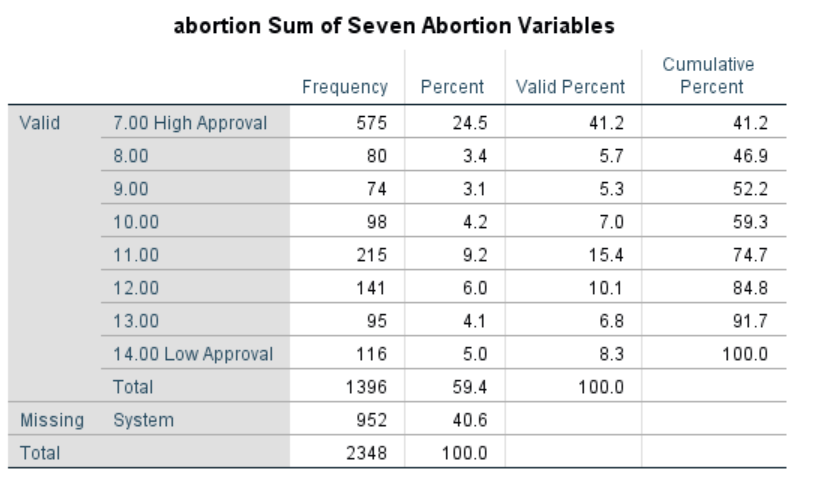 abortion Sum of Seven Abortion Variables
Frequency Percent Valid Percent Cumulative Percent
Valid 7.00 High Approval 575 24.5 41.2 41.2
8.00 80 3.4 5.7 46.9
9.00 74 3.1 5.3 52.2
10.00 98 4.2 7.0 59.3
11.00 215 9.2 15.4 74.7
12.00 141 6.0 10.1 84.8
13.00 95 4.1 6.8 91.7
14.00 Low Approval 116 5.0 8.3 100.0
Total 1396 59.4 100.0
Missing System 952 40.6
Total 2348 100.0